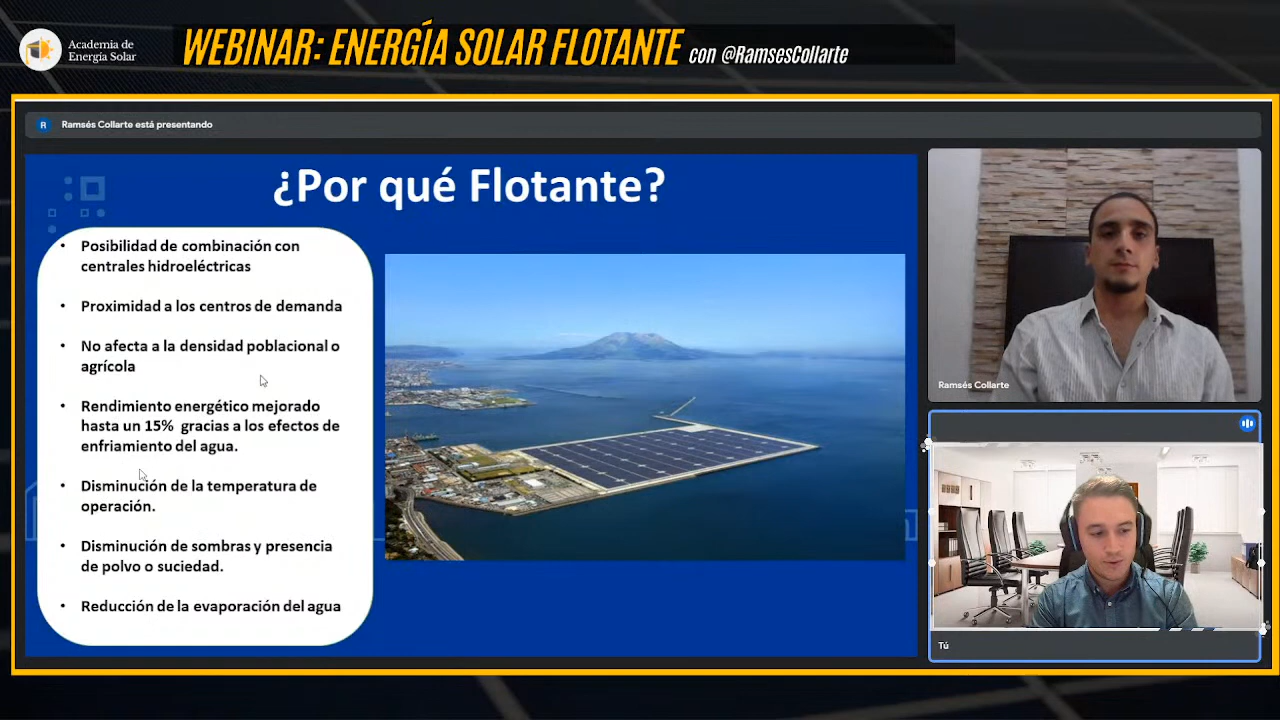 Academia de
Energía Solar
WEBINAR: ENERGÍA SOLAR FLOTANTE con @RamsesCollarte
R
Ramsés Collarte está presentando
¿Por qué Flotante?
• Posibilidad de combinación con
centrales hidroeléctricas
• Proximidad a los centros de demanda
• No afecta a la densidad poblacional o
agrícola
• Rendimiento energético mejorado
hasta un 15% gracias a los efectos de
enfriamiento del agua.
• Disminución de la temperatura de
operación.
• Disminución de sombras y presencia
de polvo o suciedad.
• Reducción de la evaporación del agua
Ramsés Collarte
Tú